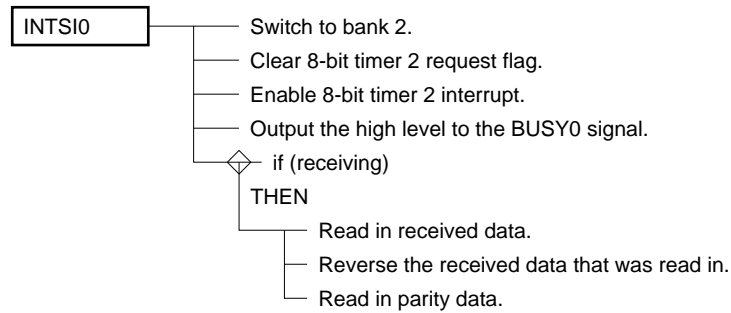 INTSI0
Switch to bank 2.
Clear 8-bit timer 2 request flag.
Enable 8-bit timer 2 interrupt.
Output the high level to the BUSY0 signal.
if (receiving)
THEN
Read in received data.
Reverse the received data that was read in.
Read in parity data.